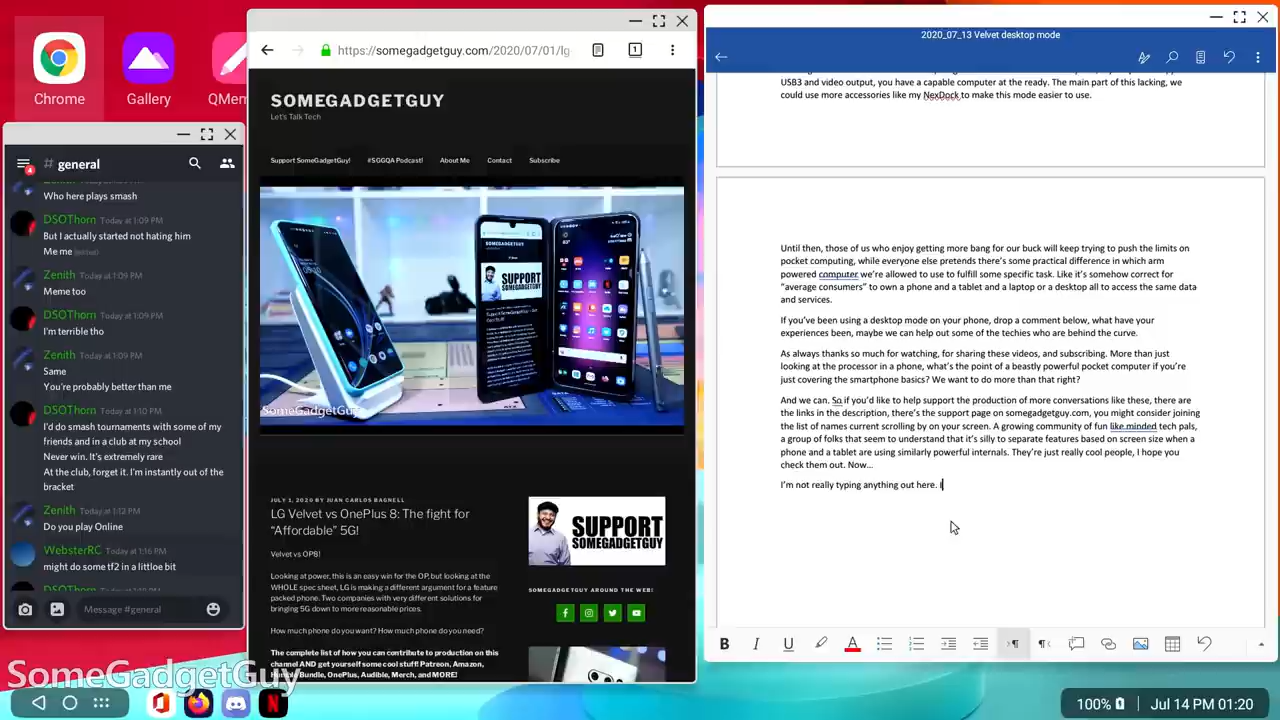 Chrome
Gallery
QMem
# general
Today at 1:09 PM
Who here plays smash
DSOThorn Today at 1:09 PM
But I actually started not hating him
Me me (edited)
Zenith Today at 1:09 PM
Meme too
DSOThorn Today at 1:09 PM
I'm terrible tho
Zenith Today at 1:09 PM
Same
You're probably better than me
DSOThorn Today at 1:10 PM
I'd do smash tournments with some of my
friends and in a club at my school
Never win. It's extremely rare
At the club, forget it. I'm instantly out of the
bracket
Zenith Today at 1:12 PM
Do you play Online
WebsterRC Today at 1:16 PM
might do some tf2 in a littloe bit
DSOThorn
Message #general
https://somegadgetguy.com/2020/07/01/lg
1
SOMEGADGETGUY
Let's Talk Tech
Support SomeGadgetGuy!
#SGGQA Podcast!
About Me
Contact
Subscribe
SUPPORT
SOMEGADGETGUY
SomeGadgetGuy
JULY 1, 2020 BY JUAN CARLOS BAGNELL
LG Velvet vs OnePlus 8: The fight for
“Affordable” 5G!
Velvet vs OP8!
Looking at power, this is an easy win for the OP, but looking at the
WHOLE spec sheet, LG is making a different argument for a feature
packed phone. Two companies with very different solutions for
bringing 5G down to more reasonable prices.
How much phone do you want? How much phone do you need?
The complete list of how you can contribute to production on this
channel AND get yourself some cool stuff! Patreon, Amazon,
Humble Bundle, OnePlus, Audible, Merch, and MORE!
SUPPORT
SOMEGADGETGUY
SOMEGADGETGUY AROUND THE WEB!
2020_07_13 Velvet desktop mode
USB3 and video output, you have a capable computer at the ready. The main part of this lacking, we
could use more accessories like my NexDock to make this mode easier to use.
Until then, those of us who enjoy getting more bang for our buck will keep trying to push the limits on
pocket computing, while everyone else pretends there's some practical difference in which arm
powered computer we're allowed to use to fulfill some specific task. Like it's somehow correct for
“average consumers” to own a phone and a tablet and a laptop or a desktop all to access the same data
and services.
If you've been using a desktop mode on your phone, drop a comment below, what have your
experiences been, maybe we can help out some of the techies who are behind the curve.
As always thanks so much for watching, for sharing these videos, and subscribing. More than just
looking at the processor in a phone, what's the point of a beastly powerful pocket computer if you're
just covering the smartphone basics? We want to do more than that right?
And we can. So if you'd like to help support the production of more conversations like these, there are
the links in the description, there's the support page on somegadgetguy.com, you might consider joining
the list of names current scrolling by on your screen. A growing community of fun like minded tech pals,
a group of folks that seem to understand that it's silly to separate features based on screen size when a
phone and a tablet are using similarly powerful internals. They're just really cool people, I hope you
check them out. Now…
I'm not really typing anything out here. I
B I U A
SomeGadgetGuy
100% Jul 14 PM 01:20